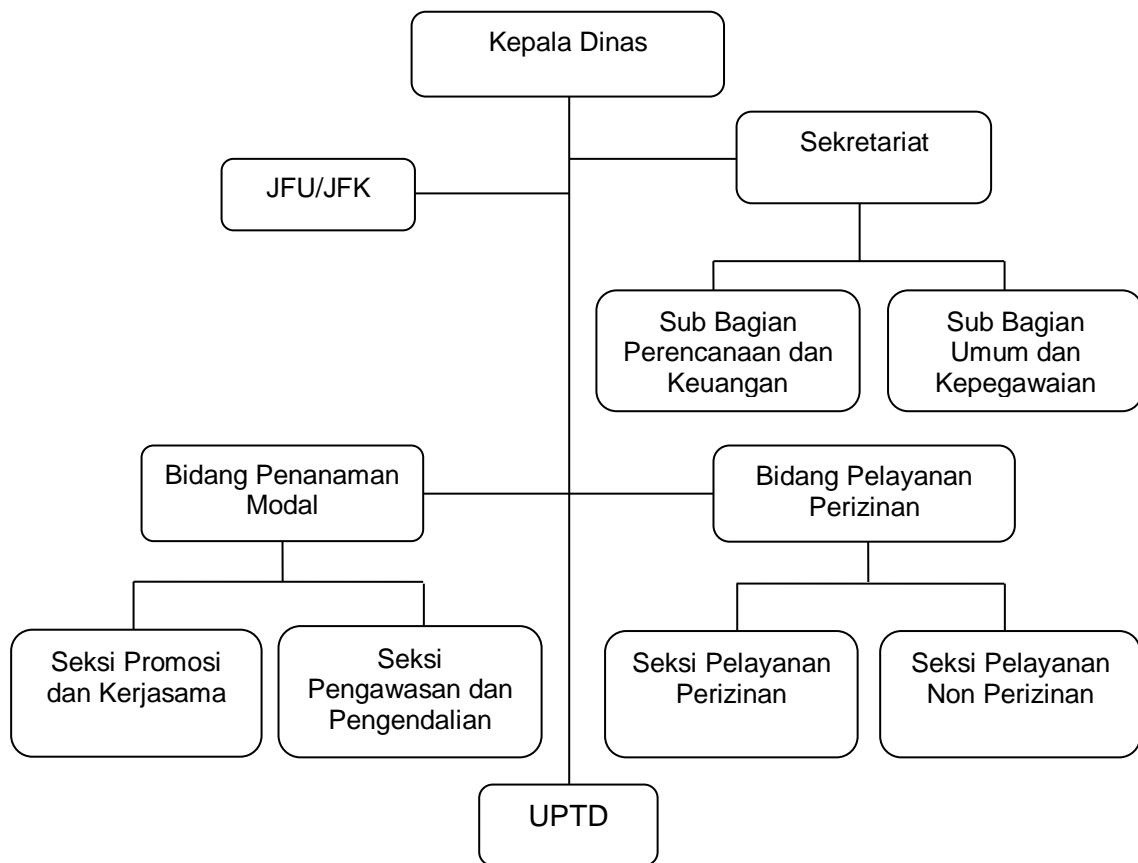 Kepala Dinas
Sekretariat
JFU/JFK
Sub Bagian
Perencanaan dan
Keuangan
Sub Bagian
Umum dan
Kepegawaian
Bidang Penanaman
Modal
Bidang Pelayanan
Perizinan
Seksi Promosi
dan Kerjasama
Seksi
Pengawasan dan
Pengendalian
Seksi Pelayanan
Perizinan
Seksi Pelayanan
Non Perizinan
UPTD